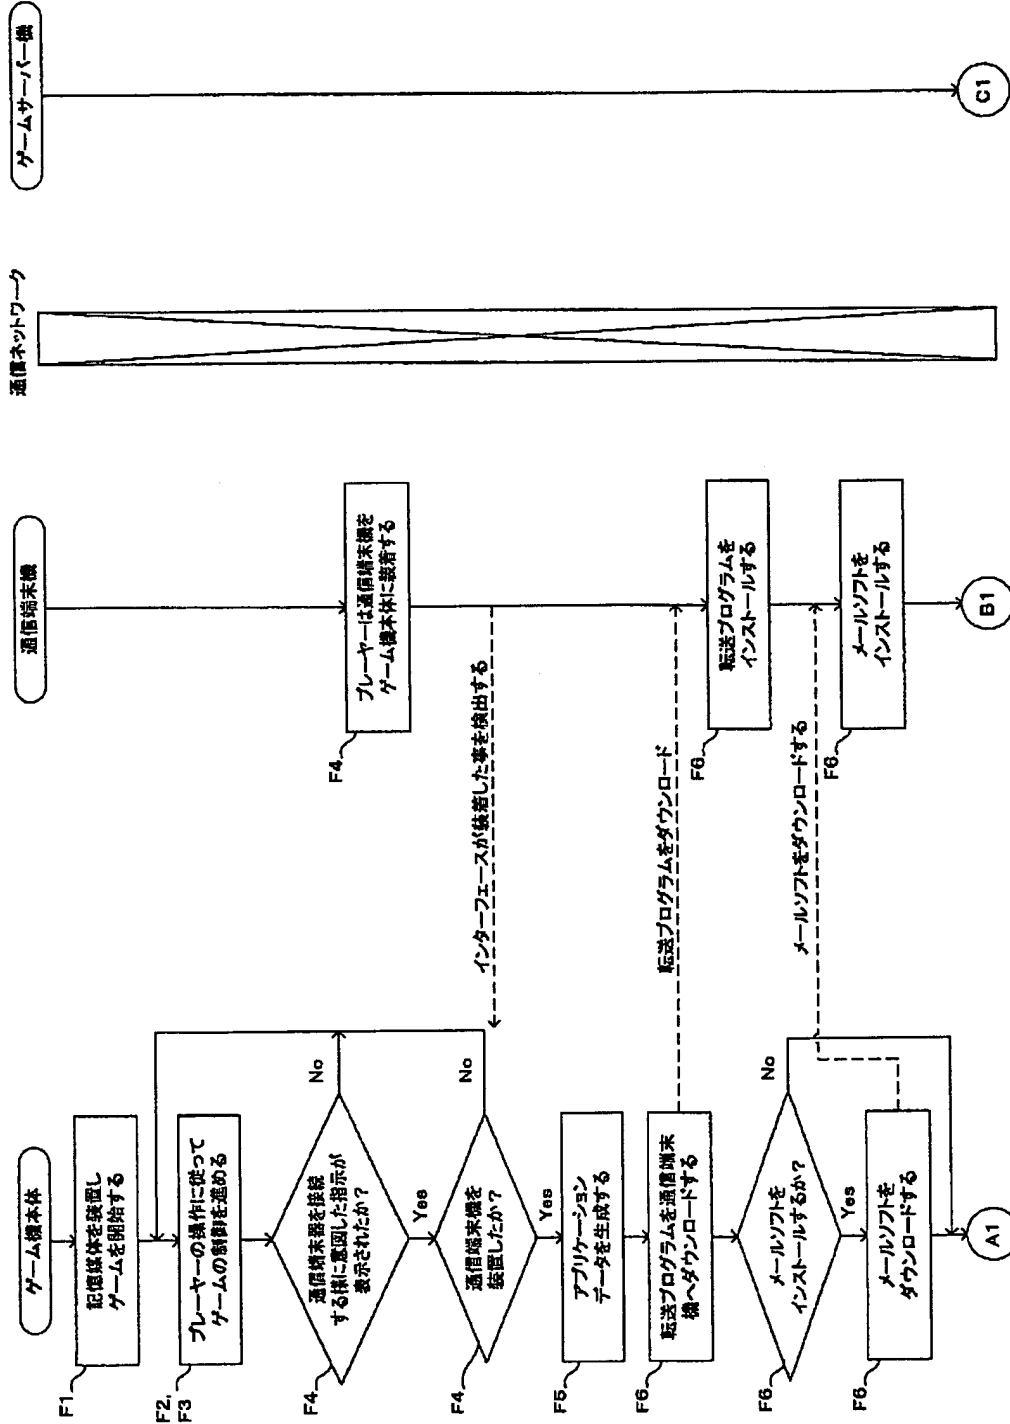 ゲーム機本体
F1
記憶媒体を装置し
ゲームを開始する
F2,
F3
プレーヤーの操作に従って
ゲームの制御を進める
F4
通信端末器を接続
する様に意図した指示が
表示されたか?
No
Yes
F4
通信端末機を
装置したか?
No
Yes
F5
アプリケーション
データを生成する
F6
転送プログラムを通信端末
機へダウンロードする
F6
メールソフトを
インストールするか?
No
Yes
F6
メールソフトを
ダウンロードする
A1
通信端末機
F4
プレーヤーは通信端末機を
ゲーム機本体に装着する
インターフェースが装着した事を検出する
転送プログラムをダウンロード
F6
転送プログラムを
インストールする
メールソフトをダウンロードする
F6
メールソフトを
インストールする
B1
通信ネットワーク
ゲームサーバー機
C1